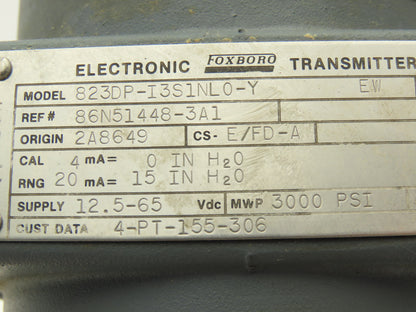 ELECTRONIC FOXBORO TRANSMITTER
MODEL 823DP-I3S1NL0-Y EW
REF# 86N51448-3A1
ORIGIN 2A8649 CS- E/FD-A
CAL 4 mA= 0 IN H2O
RNG 20 mA= 15 IN H2O
SUPPLY 12.5-65 Vdc MWP 3000 PSI
CUST DATA 4-PT-155-306